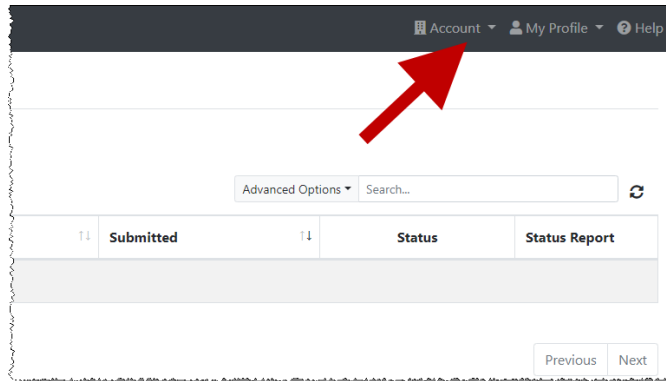 Account My Profile Help
Advanced Options Search...
Submitted Status Status Report
Previous Next